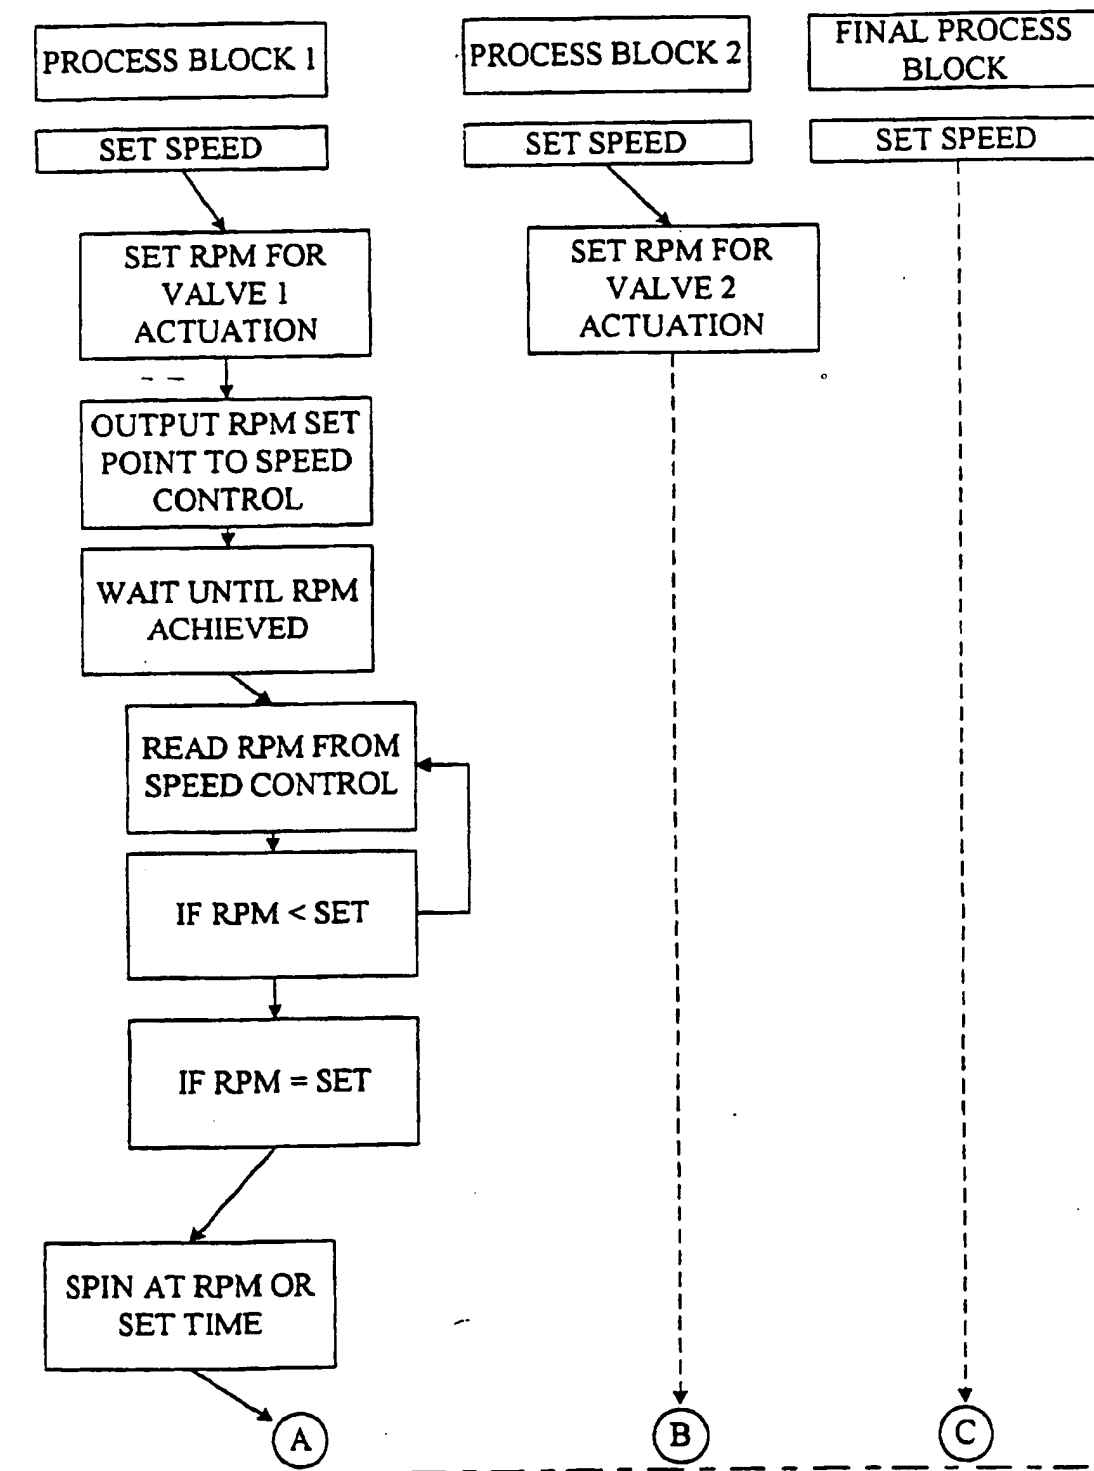 PROCESS BLOCK 1
SET SPEED
SET RPM FOR
VALVE 1
ACTUATION
OUTPUT RPM SET
POINT TO SPEED
CONTROL
WAIT UNTIL RPM
ACHIEVED
READ RPM FROM
SPEED CONTROL
IF RPM < SET
IF RPM = SET
SPIN AT RPM OR
SET TIME
A
PROCESS BLOCK 2
SET SPEED
SET RPM FOR
VALVE 2
ACTUATION
B
FINAL PROCESS
BLOCK
SET SPEED
C